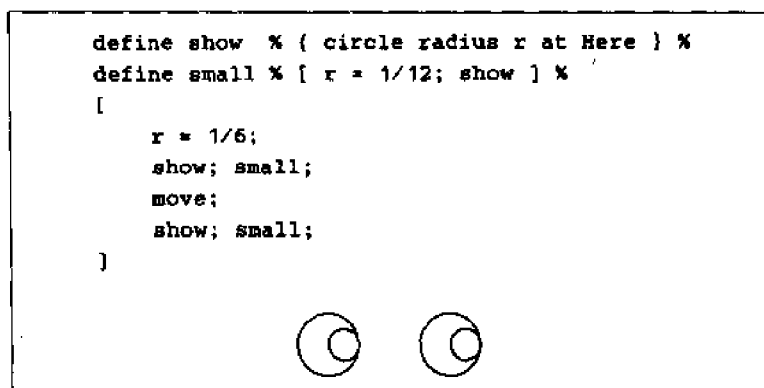 define show % { circle radius r at Here } %
define small % [ r = 1/12; show ] %
[
r = 1/6;
show; small;
move;
show; small;
]